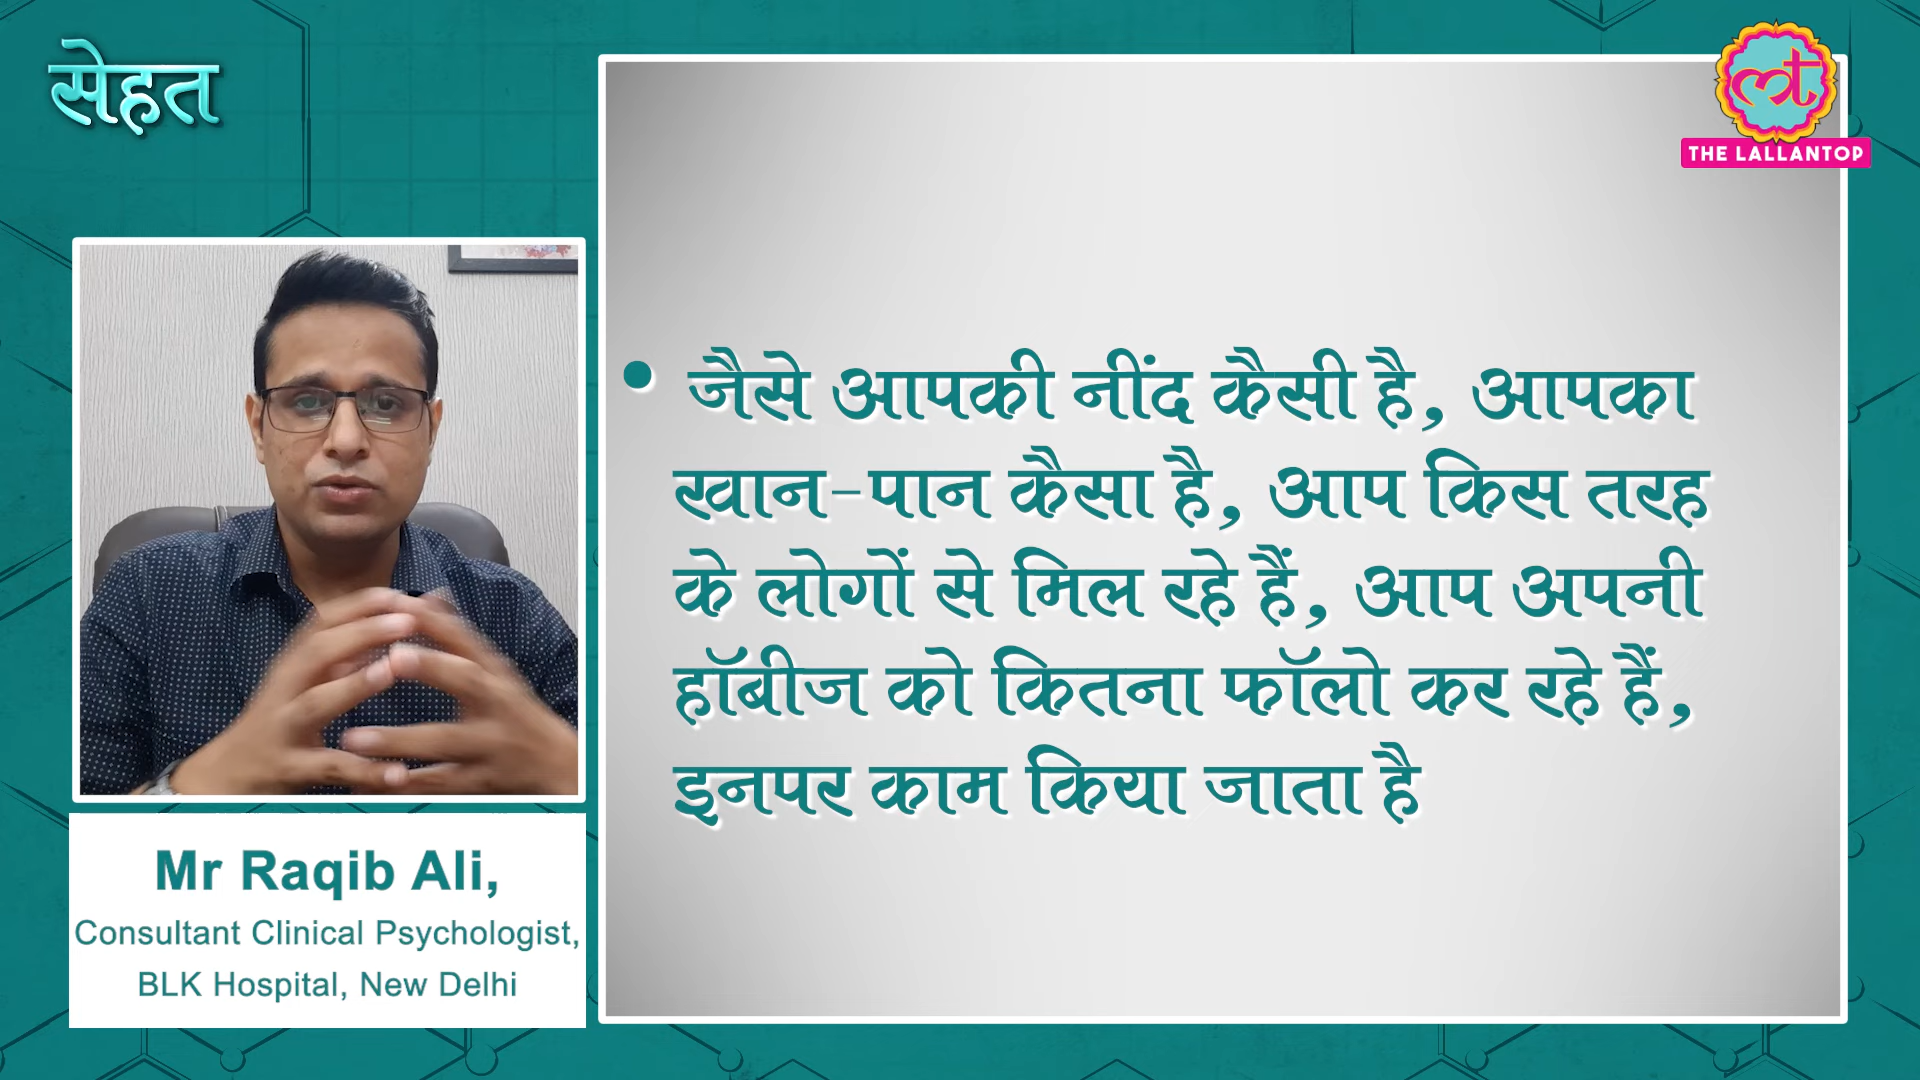 सेहत
THE LALLANTOP
• जैसे आपकी नींद कैसी है, आपका
खान-पान कैसा है, आप किस तरह
के लोगों से मिल रहे हैं, आप अपनी
हॉबीज को कितना फॉलो कर रहे हैं,
इनपर काम किया जाता है
Mr Raqib Ali,
Consultant Clinical Psychologist,
BLK Hospital, New Delhi